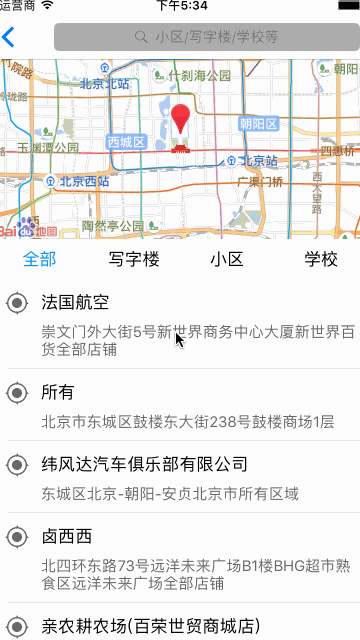 运营商 下午5:34
小区/写字楼/学校等
院路
北京北站
什刹海公园
朝阳公园
玉渊潭公园
西城区
朝阳区
北京站
四惠桥
北京西站
广渠门桥
西大望路
陶然亭公园
Bai 地图
全部 写字楼 小区 学校
法国航空
崇文门外大街5号新世界商务中心大厦新世界百
货全部店铺
所有
北京市东城区鼓楼东大街238号鼓楼商场1层
纬风达汽车俱乐部有限公司
东城区北京-朝阳-安贞北京市所有区域
卤西西
北四环东路73号远洋未来广场B1楼BHG超市熟
食区远洋未来广场全部店铺
亲农耕农场(百荣世贸商城店)